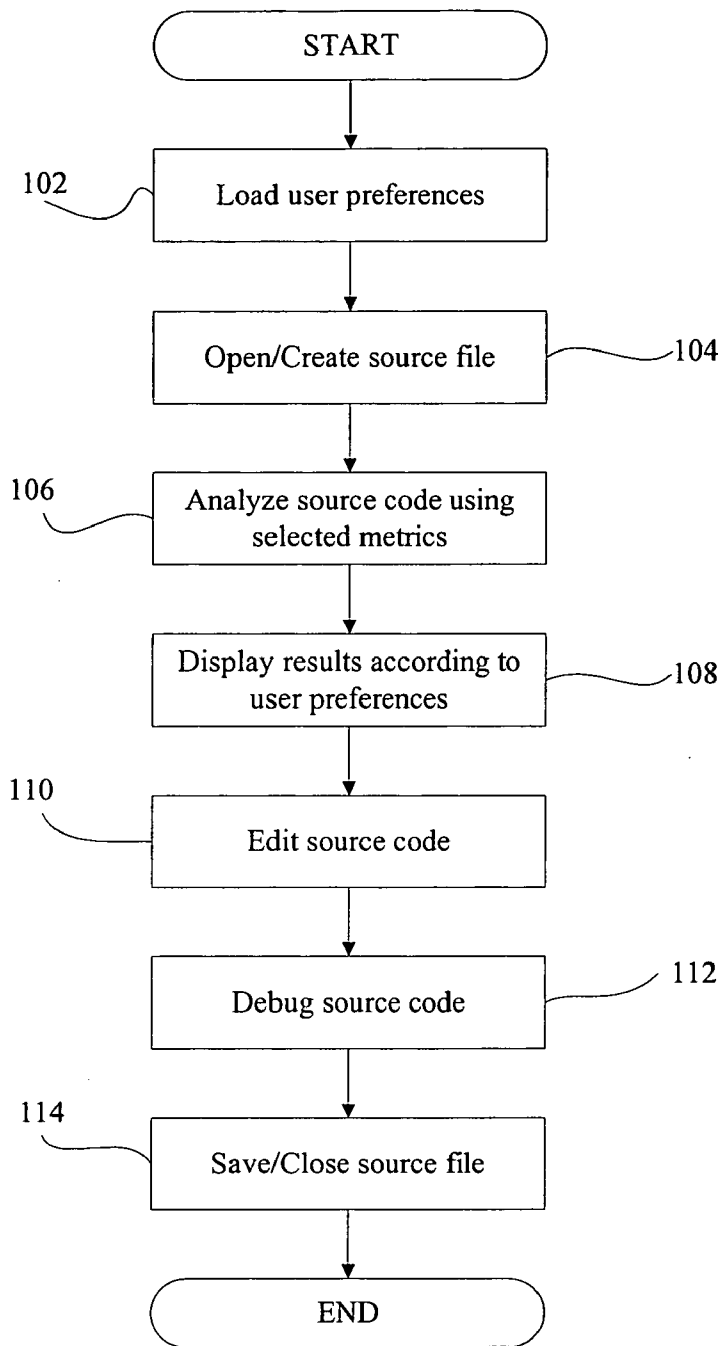 START
102
Load user preferences
Open/Create source file
104
106
Analyze source code using
selected metrics
Display results according to
user preferences
108
110
Edit source code
Debug source code
112
114
Save/Close source file
END